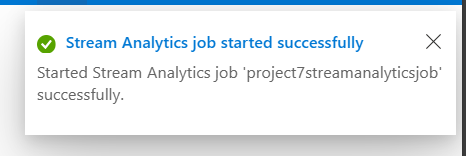 Stream Analytics job started successfully
Started Stream Analytics job 'project7streamanalyticsjob'
successfully.